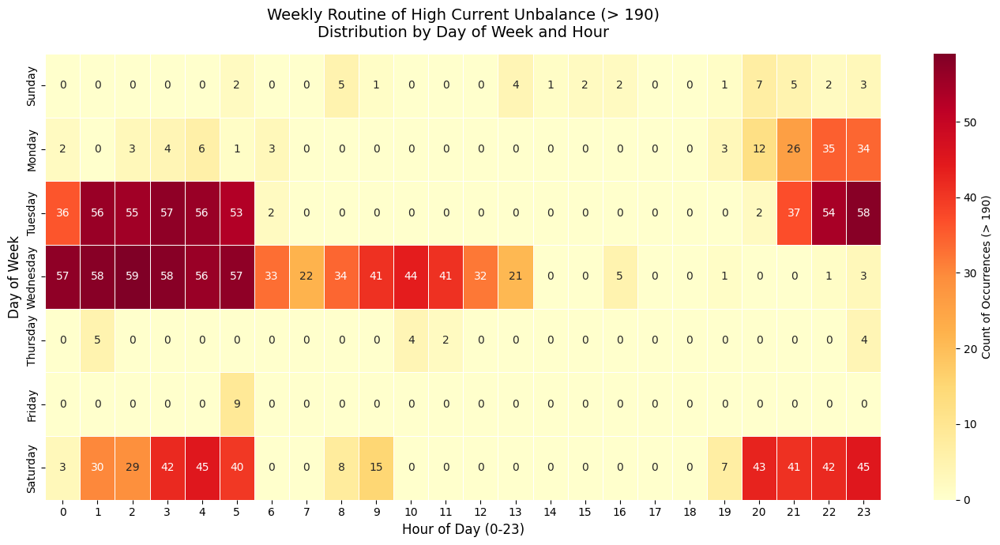 Weekly Routine of High Current Unbalance (> 190)
Distribution by Day of Week and Hour
Day of Week
Sunday 0 0 0 0 0 2 0 0 5 1 0 0 0 4 1 2 2 0 0 1 7 5 2 3
Monday 2 0 3 4 6 1 3 0 0 0 0 0 0 0 0 0 0 0 0 3 12 26 35 34
Tuesday 36 56 55 57 56 53 2 0 0 0 0 0 0 0 0 0 0 0 0 0 2 37 54 58
Wednesday 57 58 59 58 56 57 33 22 34 41 44 41 32 21 0 0 5 0 0 1 0 0 1 3
Thursday 0 5 0 0 0 0 0 0 0 0 4 2 0 0 0 0 0 0 0 0 0 0 0 4
Friday 0 0 0 0 0 9 0 0 0 0 0 0 0 0 0 0 0 0 0 0 0 0 0 0
Saturday 3 30 29 42 45 40 0 0 8 15 0 0 0 0 0 0 0 0 0 7 43 41 42 45
0 1 2 3 4 5 6 7 8 9 10 11 12 13 14 15 16 17 18 19 20 21 22 23
Hour of Day (0-23)
50
40
30
20
10
0
Count of Occurrences (> 190)